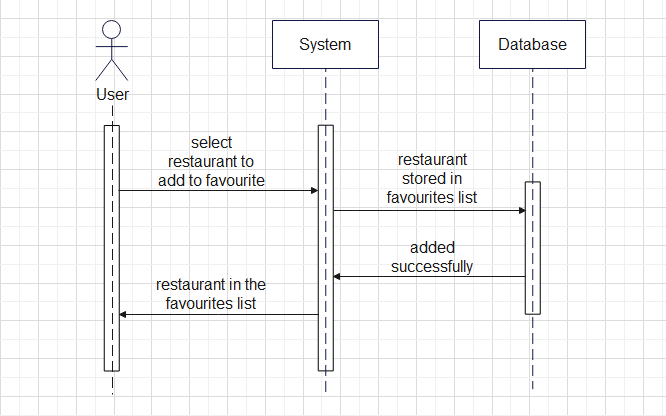 System
Database
User
select
restaurant to
add to favourite
restaurant
stored in
favourites list
added
successfully
restaurant in the
favourites list